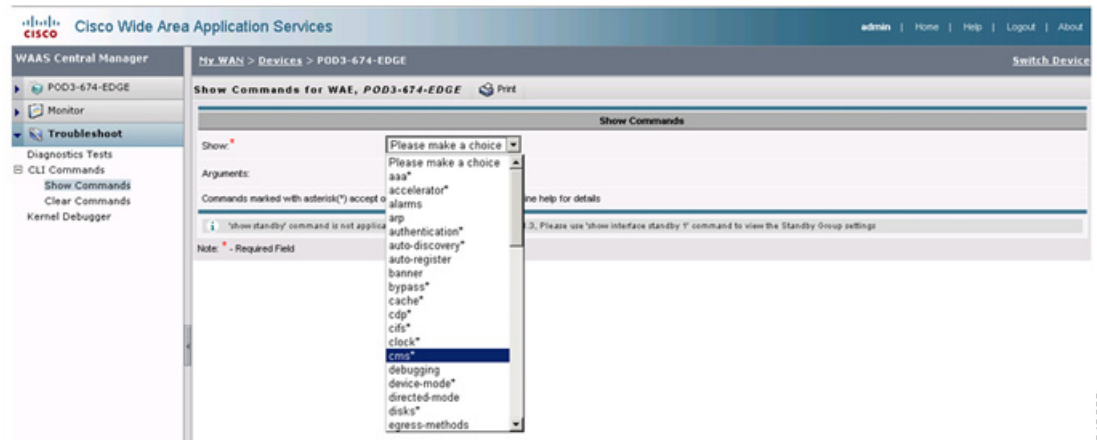 CISCO
Cisco Wide Area Application Services
admin | Home | Help | Logout | About
WAAS Central Manager
My WAN > Devices > POD3-674-EDGE
Switch Device
POD3-674-EDGE
Monitor
Troubleshoot
Diagnostics Tests
CLI Commands
Show Commands
Clear Commands
Kernel Debugger
Show Commands for WAE, POD3-674-EDGE Print
Show Commands
Show:*
Please make a choice
Arguments:
Commands marked with asterisk(*) accept
ine help for details
'show standby' command is not applica
.3, Please use 'show interface standby 1' command to view the Standby Group settings
Note: * - Required Field
Please make a choice
aaa*
accelerator*
alarms
arp
authentication*
auto-discovery*
auto-register
banner
bypass*
cache*
cdp*
cifs*
clock*
cms*
debugging
device-mode*
directed-mode
disks*
egress-methods